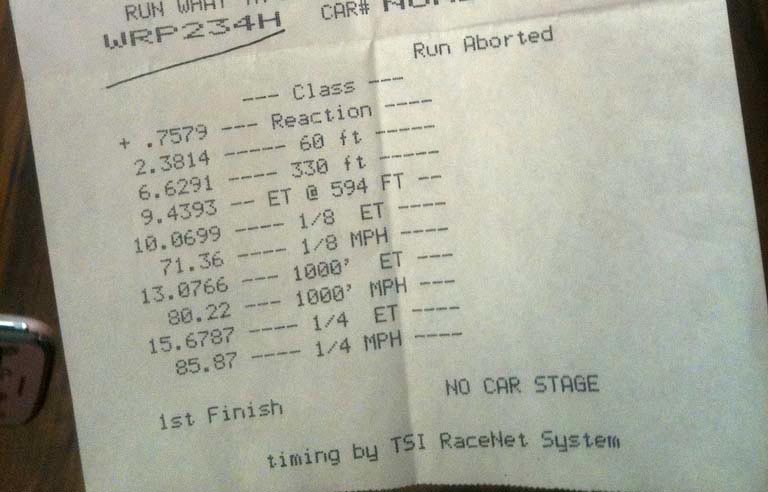 RUN WHAT
WRP234H CAR#
Run Aborted
--- Class ---
+ .7579 --- Reaction ----
2.3814 ----- 60 ft -----
6.6291 ---- 330 ft -----
9.4393 -- ET @ 594 FT --
10.0699 ---- 1/8 ET ----
71.36 ---- 1/8 MPH ----
13.0766 --- 1000' ET ---
80.22 --- 1000' MPH ---
15.6787 ---- 1/4 ET ----
85.87 ---- 1/4 MPH ----
NO CAR STAGE
1st Finish
timing by TSI RaceNet System